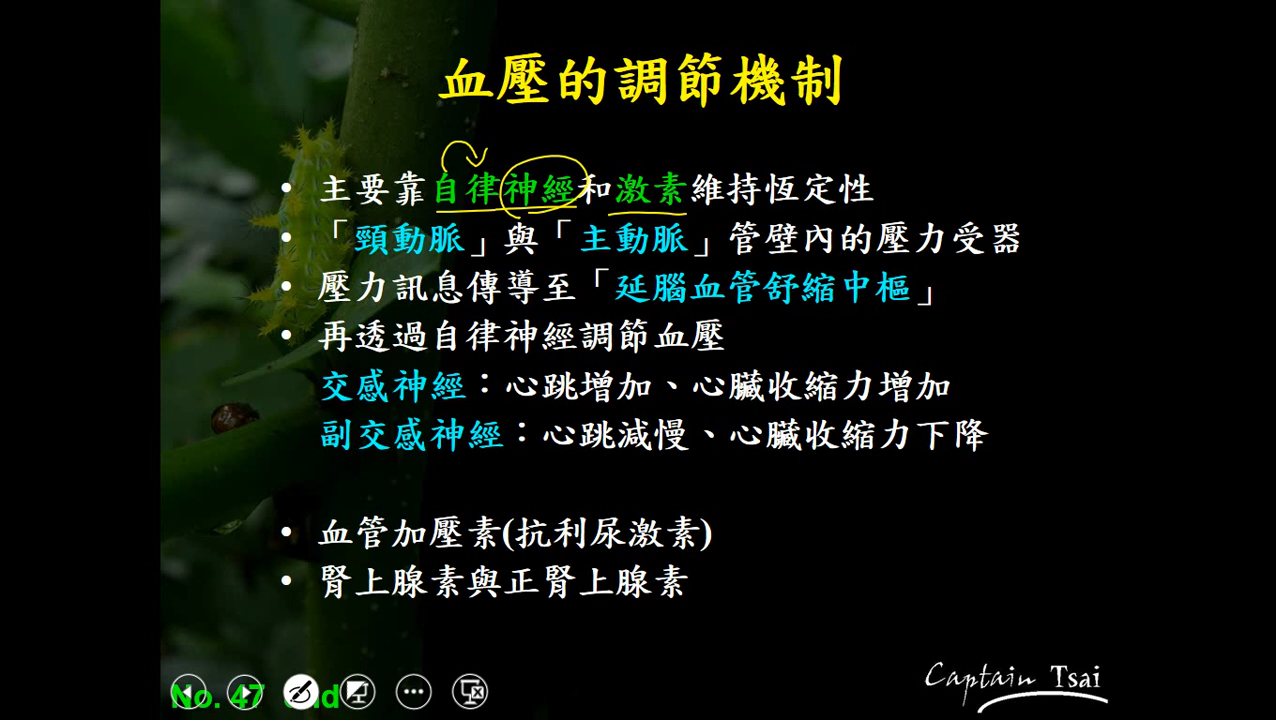 血壓的調節機制
• 主要靠自律神經和激素維持恆定性
• 「頸動脈」與「主動脈」管壁內的壓力受器
• 壓力訊息傳導至「延腦血管舒縮中樞」
• 再透過自律神經調節血壓
交感神經：心跳增加、心臟收縮力增加
副交感神經：心跳減慢、心臟收縮力下降
• 血管加壓素(抗利尿激素)
• 腎上腺素與正腎上腺素
Captain Tsai
No. 47